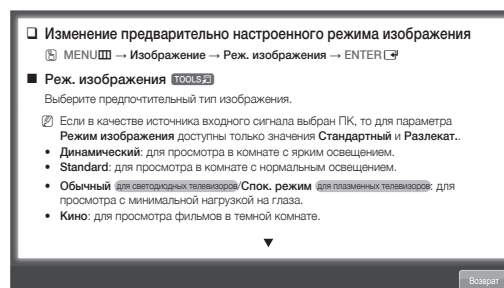 ❑ Изменение предварительно настроенного режима изображения
MENU → Изображение → Реж. изображения → ENTER
■ Реж. изображения TOOLS
Выберите предпочтительный тип изображения.
Если в качестве источника входного сигнала выбран ПК, то для параметра
Режим изображения доступны только значения Стандартный и Разлекат..
• Динамический: для просмотра в комнате с ярким освещением.
• Standard: для просмотра в комнате с нормальным освещением.
• Обычный для светодиодных телевизоров/Спок. режим для плазменных телевизоров: для
просмотра с минимальной нагрузкой на глаза.
• Кино: для просмотра фильмов в темной комнате.
▼
Возврат